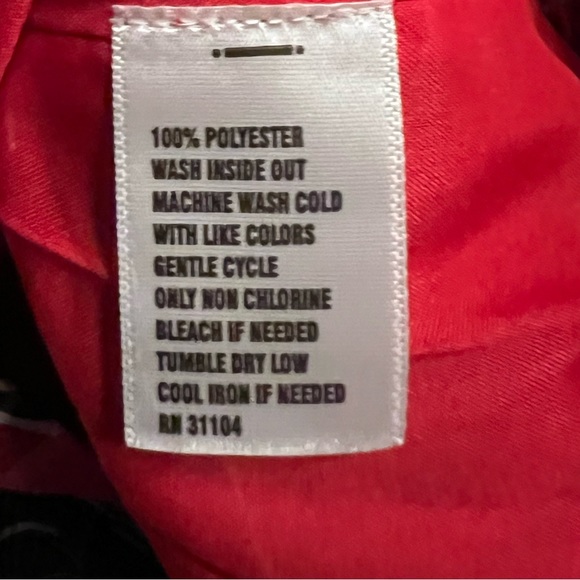 100% POLYESTER
WASH INSIDE OUT
MACHINE WASH COLD
WITH LIKE COLORS
GENTLE CYCLE
ONLY NON CHLORINE
BLEACH IF NEEDED
TUMBLE DRY LOW
COOL IRON IF NEEDED
RN 31104